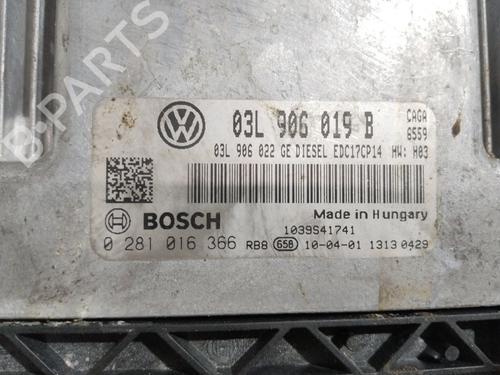 03L 906 019 B CAGA
6559
03L 906 022 GE DIESEL EDC17CP14 HW: H03
Made in Hungary
BOSCH 1039S41741
0 281 016 366 RB8 658 10-04-01 1313 0429
B-Parts